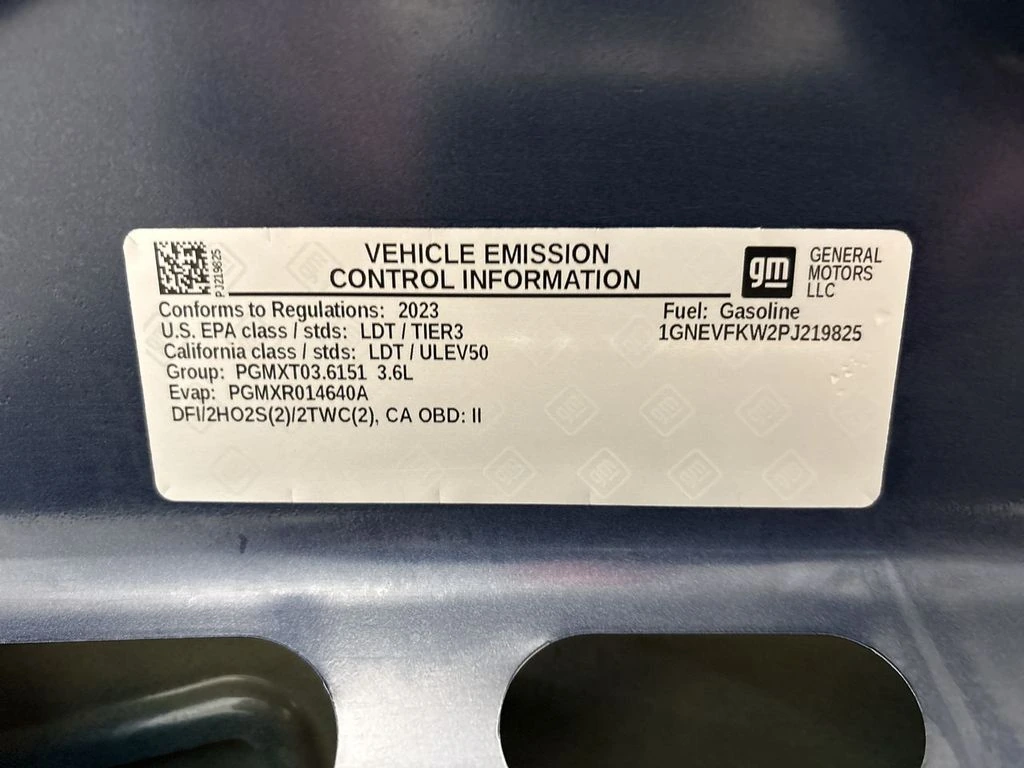 PJ219825
VEHICLE EMISSION
CONTROL INFORMATION
gm
GENERAL
MOTORS
LLC
Conforms to Regulations: 2023
Fuel: Gasoline
U.S. EPA class / stds: LDT / TIER3
1GNEVFKW2PJ219825
California class / stds: LDT / ULEV50
Group: PGMXT03.6151 3.6L
Evap: PGMXR014640A
DFI/2HO2S(2)/2TWC(2), CA OBD: II